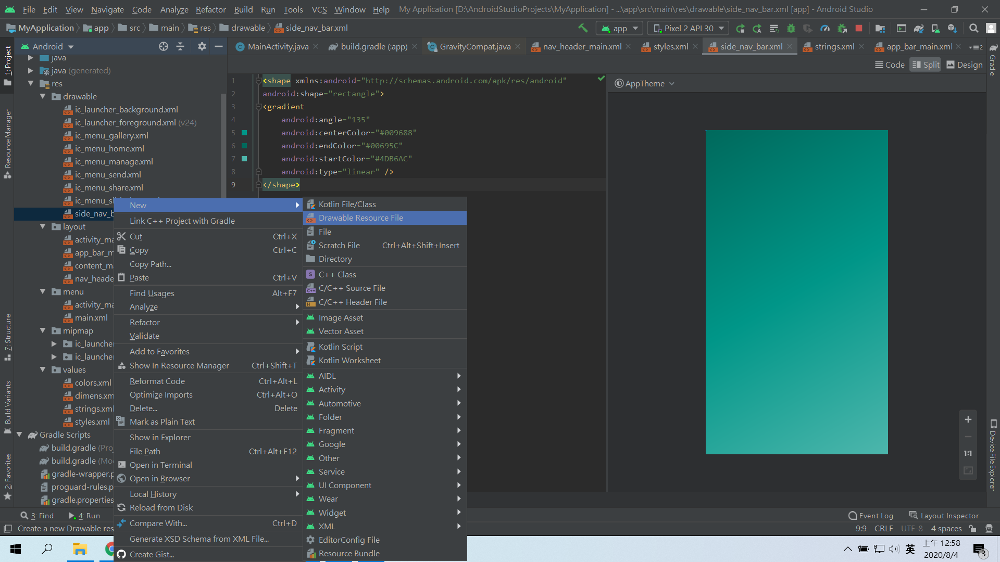 File Edit View Navigate Code Analyze Refactor Build Run Tools VCS Window Help My Application [D:\AndroidStudioProjects\MyApplication] - ...\app\src\main\res\drawable\side_nav_bar.xml [app] - Android Studio
MyApplication app src main res drawable side_nav_bar.xml app Pixel 2 API 30
Android MainActivity.java build.gradle (:app) GravityCompat.java nav_header_main.xml styles.xml side_nav_bar.xml strings.xml app_bar_main.xml 2
Code Split Design
AppTheme
1: Project
Resource Manager
7: Structure
Build Variants
2: Favorites
Gradle
Device File Explorer
java
java (generated)
res
drawable
ic_launcher_background.xml
ic_launcher_foreground.xml (v24)
ic_menu_gallery.xml
ic_menu_home.xml
ic_menu_manage.xml
ic_menu_send.xml
ic_menu_share.xml
ic_menu_sl
side_nav_b
layout
activity_ma
app_bar_m
content_m
nav_heade
menu
activity_ma
main.xml
mipmap
ic_launcher
ic_launcher
values
colors.xml
dimens.xm
strings.xml
styles.xml
Gradle Scripts
build.gradle (Pro
build.gradle (Mo
gradle-wrapper.p
proguard-rules.p
gradle.properties
1 <shape xmlns:android="http://schemas.android.com/apk/res/android"
2 android:shape="rectangle">
3 <gradient
4 android:angle="135"
5 android:centerColor="#009688"
6 android:endColor="#00695C"
7 android:startColor="#4DB6AC"
8 android:type="linear" />
9 </shape>
New
Link C++ Project with Gradle
Cut Ctrl+X
Copy Ctrl+C
Copy Path...
Paste Ctrl+V
Find Usages Alt+F7
Analyze
Refactor
Validate
Add to Favorites
Show In Resource Manager Ctrl+Shift+T
Reformat Code Ctrl+Alt+L
Optimize Imports Ctrl+Alt+O
Delete... Delete
Mark as Plain Text
Show in Explorer
File Path Ctrl+Alt+F12
Open in Terminal
Open in Browser
Local History
Reload from Disk
Compare With... Ctrl+D
Generate XSD Schema from XML File...
Create Gist...
Kotlin File/Class
Drawable Resource File
File
Scratch File Ctrl+Alt+Shift+Insert
Directory
C++ Class
C/C++ Source File
C/C++ Header File
Image Asset
Vector Asset
Kotlin Script
Kotlin Worksheet
AIDL
Activity
Automotive
Folder
Fragment
Google
Other
Service
UI Component
Wear
Widget
XML
EditorConfig File
Resource Bundle
1:1
3: Find 4: Run Event Log Layout Inspector
Create a new Drawable res 9:9 CRLF UTF-8 4 spaces
英 上午 12:58
2020/8/4 3